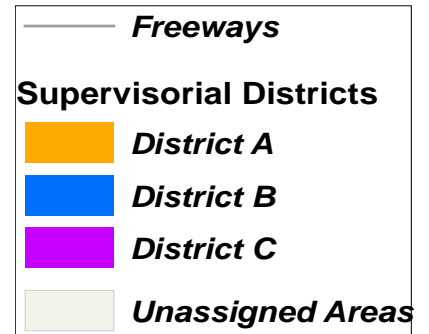 Freeways
Supervisorial Districts
District A
District B
District C
Unassigned Areas